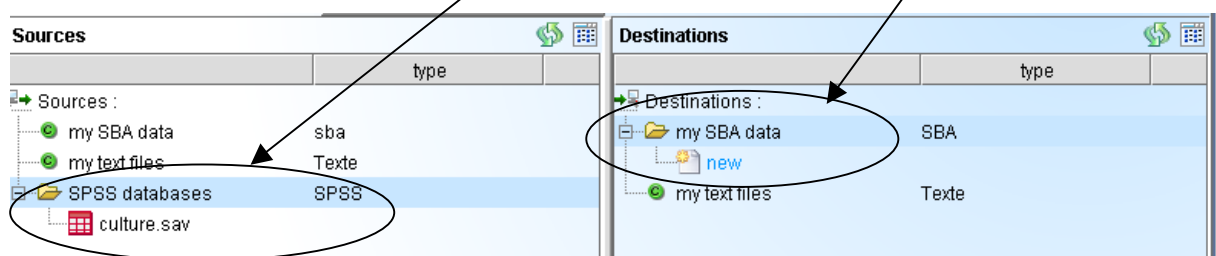 Sources
type
Sources :
my SBA data sba
my text files Texte
SPSS databases SPSS
culture.sav
Destinations
type
Destinations :
my SBA data SBA
new
my text files Texte